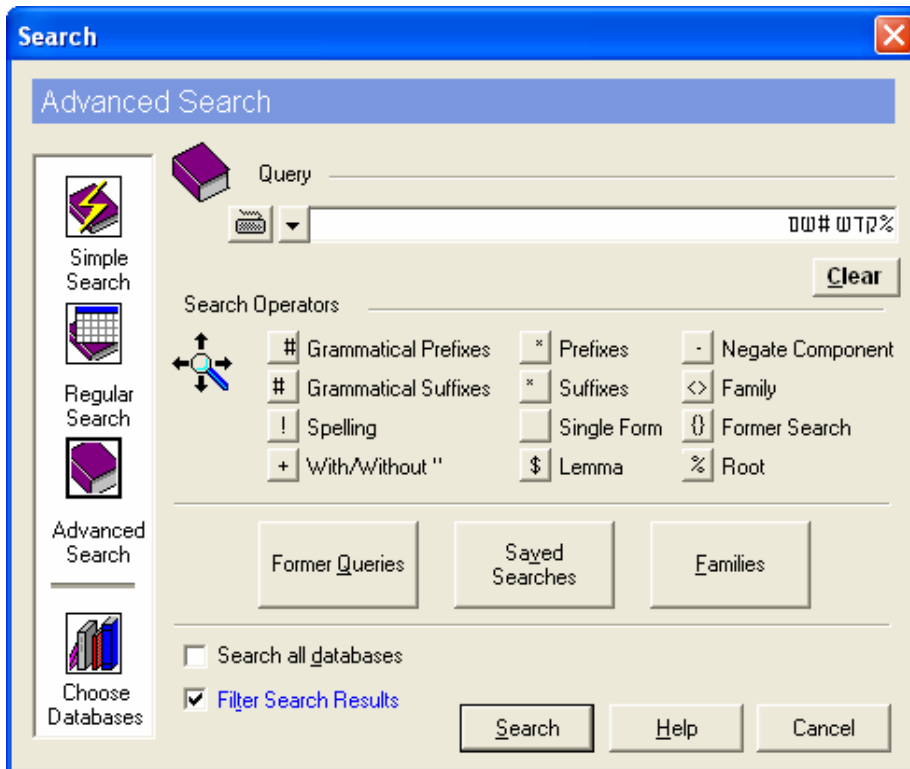 Search
Advanced Search
Query
%קדש #שם
Clear
Simple
Search
Regular
Search
Advanced
Search
Choose
Databases
Search Operators
# Grammatical Prefixes
* Prefixes
- Negate Component
# Grammatical Suffixes
* Suffixes
<> Family
! Spelling
Single Form
{} Former Search
+ With/Without "
$ Lemma
% Root
Former Queries
Saved
Searches
Families
Search all databases
Filter Search Results
Search
Help
Cancel